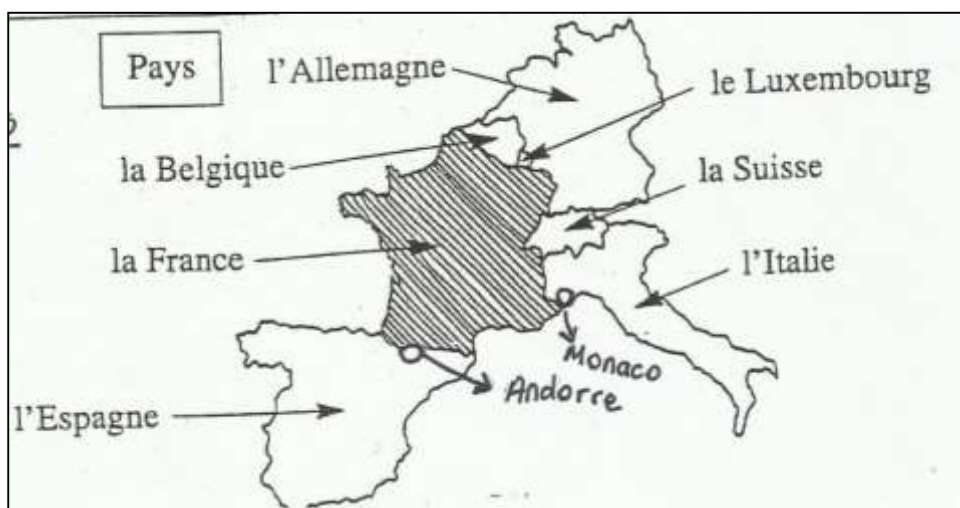 Pays
l'Allemagne
le Luxembourg
la Belgique
la Suisse
la France
l'Italie
Monaco
Andorre
l'Espagne